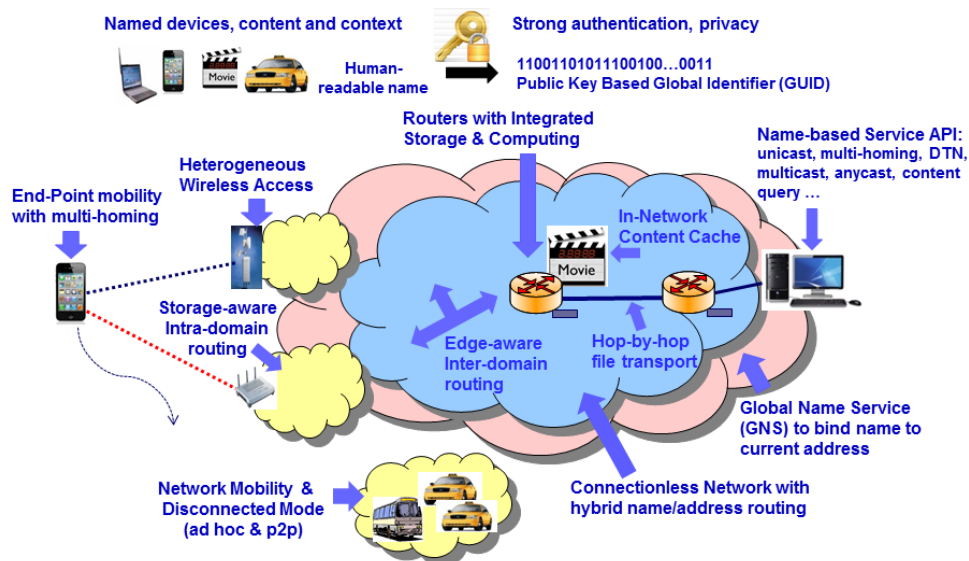 Named devices, content and context
Strong authentication, privacy
Movie
Human-
readable name
11001101011100100…0011
Public Key Based Global Identifier (GUID)
Routers with Integrated
Storage & Computing
Name-based Service API:
unicast, multi-homing, DTN,
multicast, anycast, content
query …
Heterogeneous
Wireless Access
End-Point mobility
with multi-homing
In-Network
Content Cache
Movie
Storage-aware
Intra-domain
routing
Edge-aware
Inter-domain
routing
Hop-by-hop
file transport
Global Name Service
(GNS) to bind name to
current address
Network Mobility &
Disconnected Mode
(ad hoc & p2p)
Connectionless Network with
hybrid name/address routing